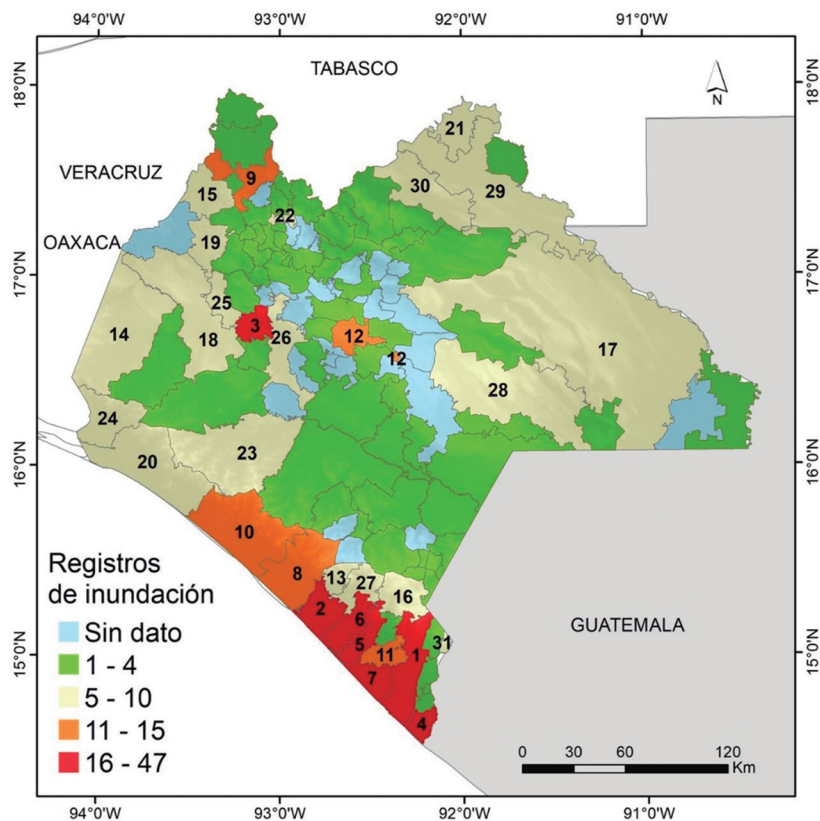 94°0'W 93°0'W 92°0'W 91°0'W
18°0'N
18°0'N
TABASCO
N
21
VERACRUZ
9
30
29
15
22
OAXACA
19
17°0'N
17°0'N
25
14
18
3
26
12
12
17
28
24
23
20
16°0'N
16°0'N
10
8
13
27
16
2
6
5
11
1
31
7
4
GUATEMALA
15°0'N
15°0'N
Registros
de inundación
Sin dato
1 - 4
5 - 10
11 - 15
16 - 47
0 30 60 120
Km
94°0'W 93°0'W 92°0'W 91°0'W